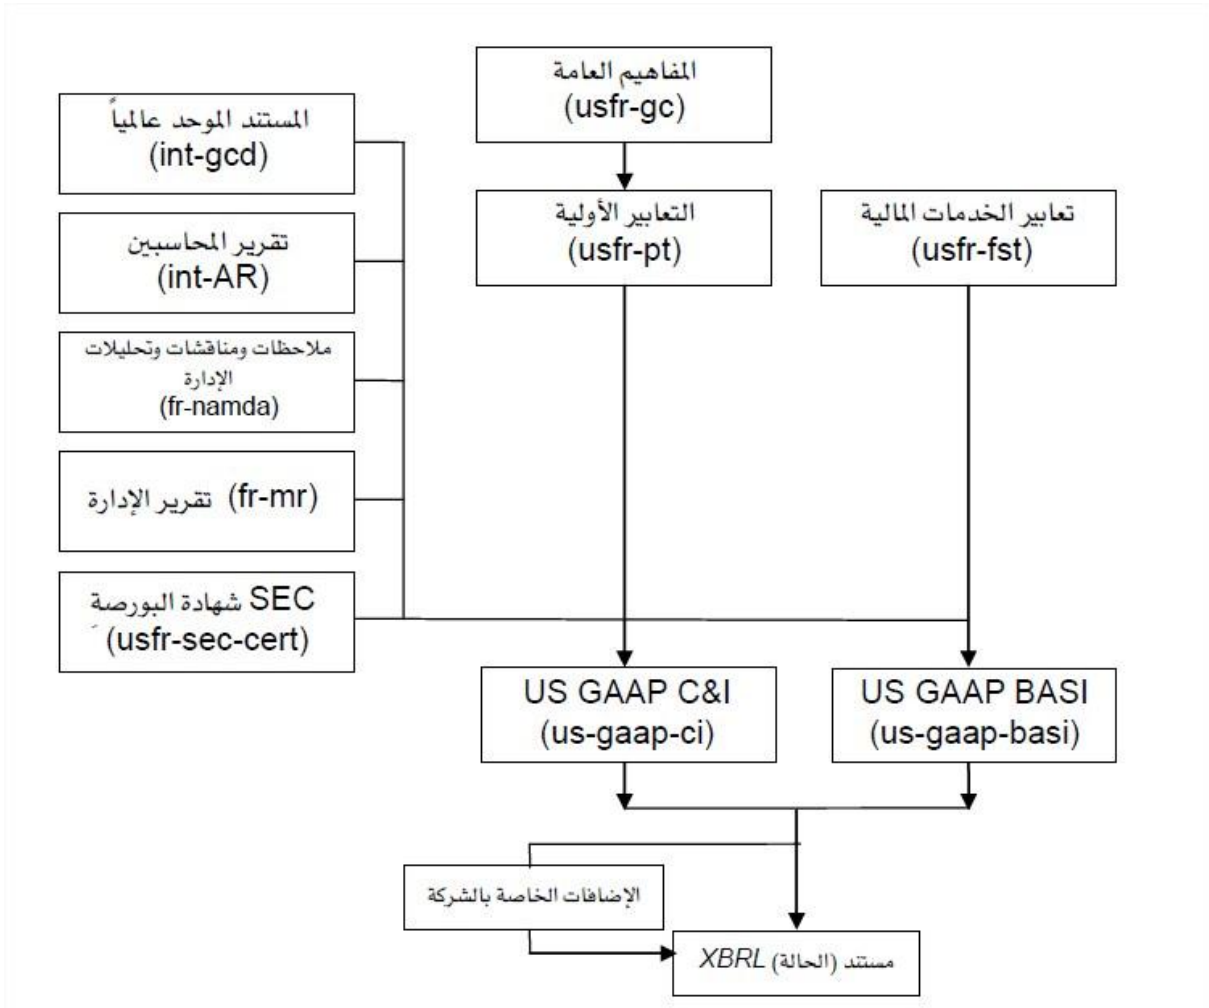 المفاهيم العامة
(usfr-gc)
المستند الموحد عالمياً
(int-gcd)
التعابير الأولية
(usfr-pt)
تعابير الخدمات المالية
(usfr-fst)
تقرير المحاسبين
(int-AR)
ملاحظات ومناقشات وتحليلات
الإدارة
(fr-namda)
تقرير الإدارة (fr-mr)
شهادة البورصة SEC
(usfr-sec-cert)
US GAAP C&I
(us-gaap-ci)
US GAAP BASI
(us-gaap-basi)
الإضافات الخاصة بالشركة
مستند (الحالة) XBRL